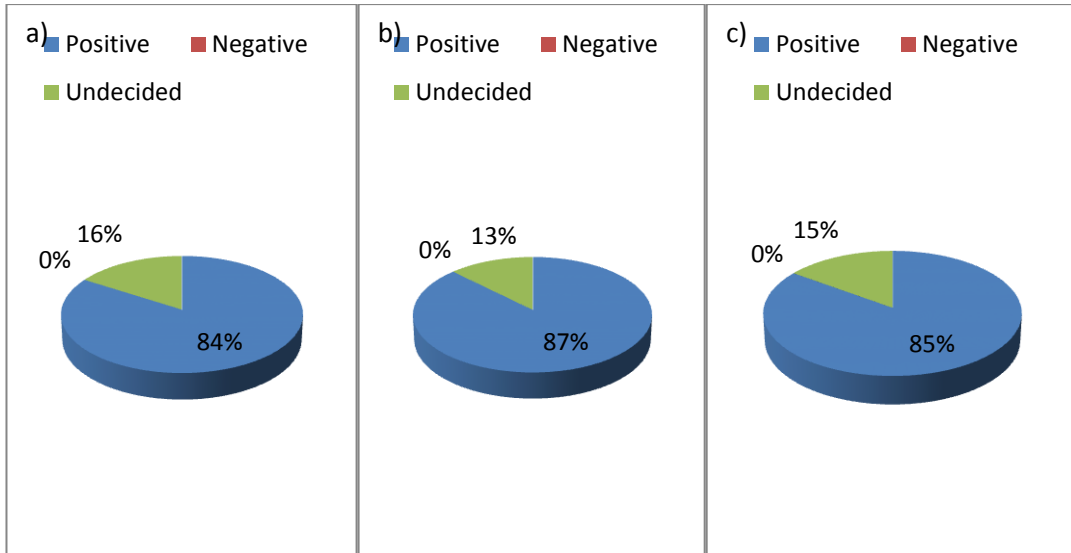 a) Positive Negative
Undecided
16%
0%
84%
b) Positive Negative
Undecided
13%
0%
87%
c) Positive Negative
Undecided
15%
0%
85%